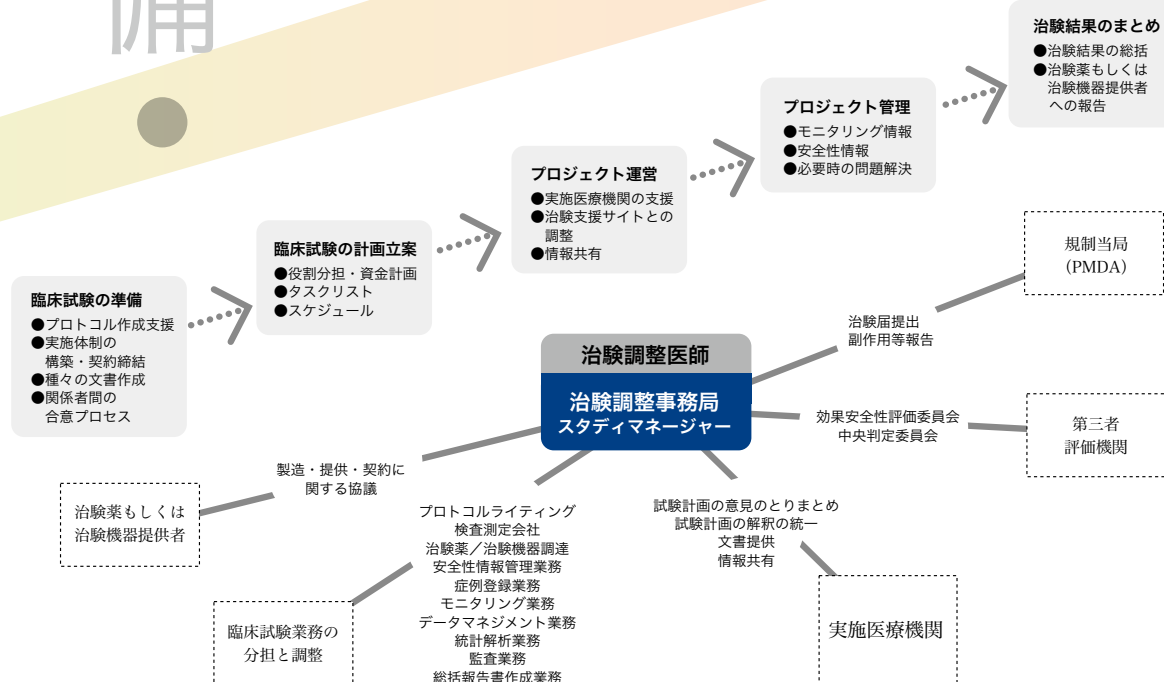 備
治験結果のまとめ
●治験結果の総括
●治験薬もしくは
治験機器提供者
への報告
プロジェクト管理
●モニタリング情報
●安全性情報
●必要時の問題解決
プロジェクト運営
●実施医療機関の支援
●治験支援サイトとの
調整
●情報共有
臨床試験の計画立案
●役割分担・資金計画
●タスクリスト
●スケジュール
臨床試験の準備
●プロトコル作成支援
●実施体制の
構築・契約締結
●種々の文書作成
●関係者間の
合意プロセス
規制当局
(PMDA)
治験届提出
副作用等報告
治験調整医師
治験調整事務局
スタディマネージャー
効果安全性評価委員会
中央判定委員会
第三者
評価機関
製造・提供・契約に
関する協議
治験薬もしくは
治験機器提供者
プロトコルライティング
検査測定会社
治験薬／治験機器調達
安全性情報管理業務
症例登録業務
モニタリング業務
データマネジメント業務
統計解析業務
監査業務
総括報告書作成業務
臨床試験業務の
分担と調整
試験計画の意見のとりまとめ
試験計画の解釈の統一
文書提供
情報共有
実施医療機関